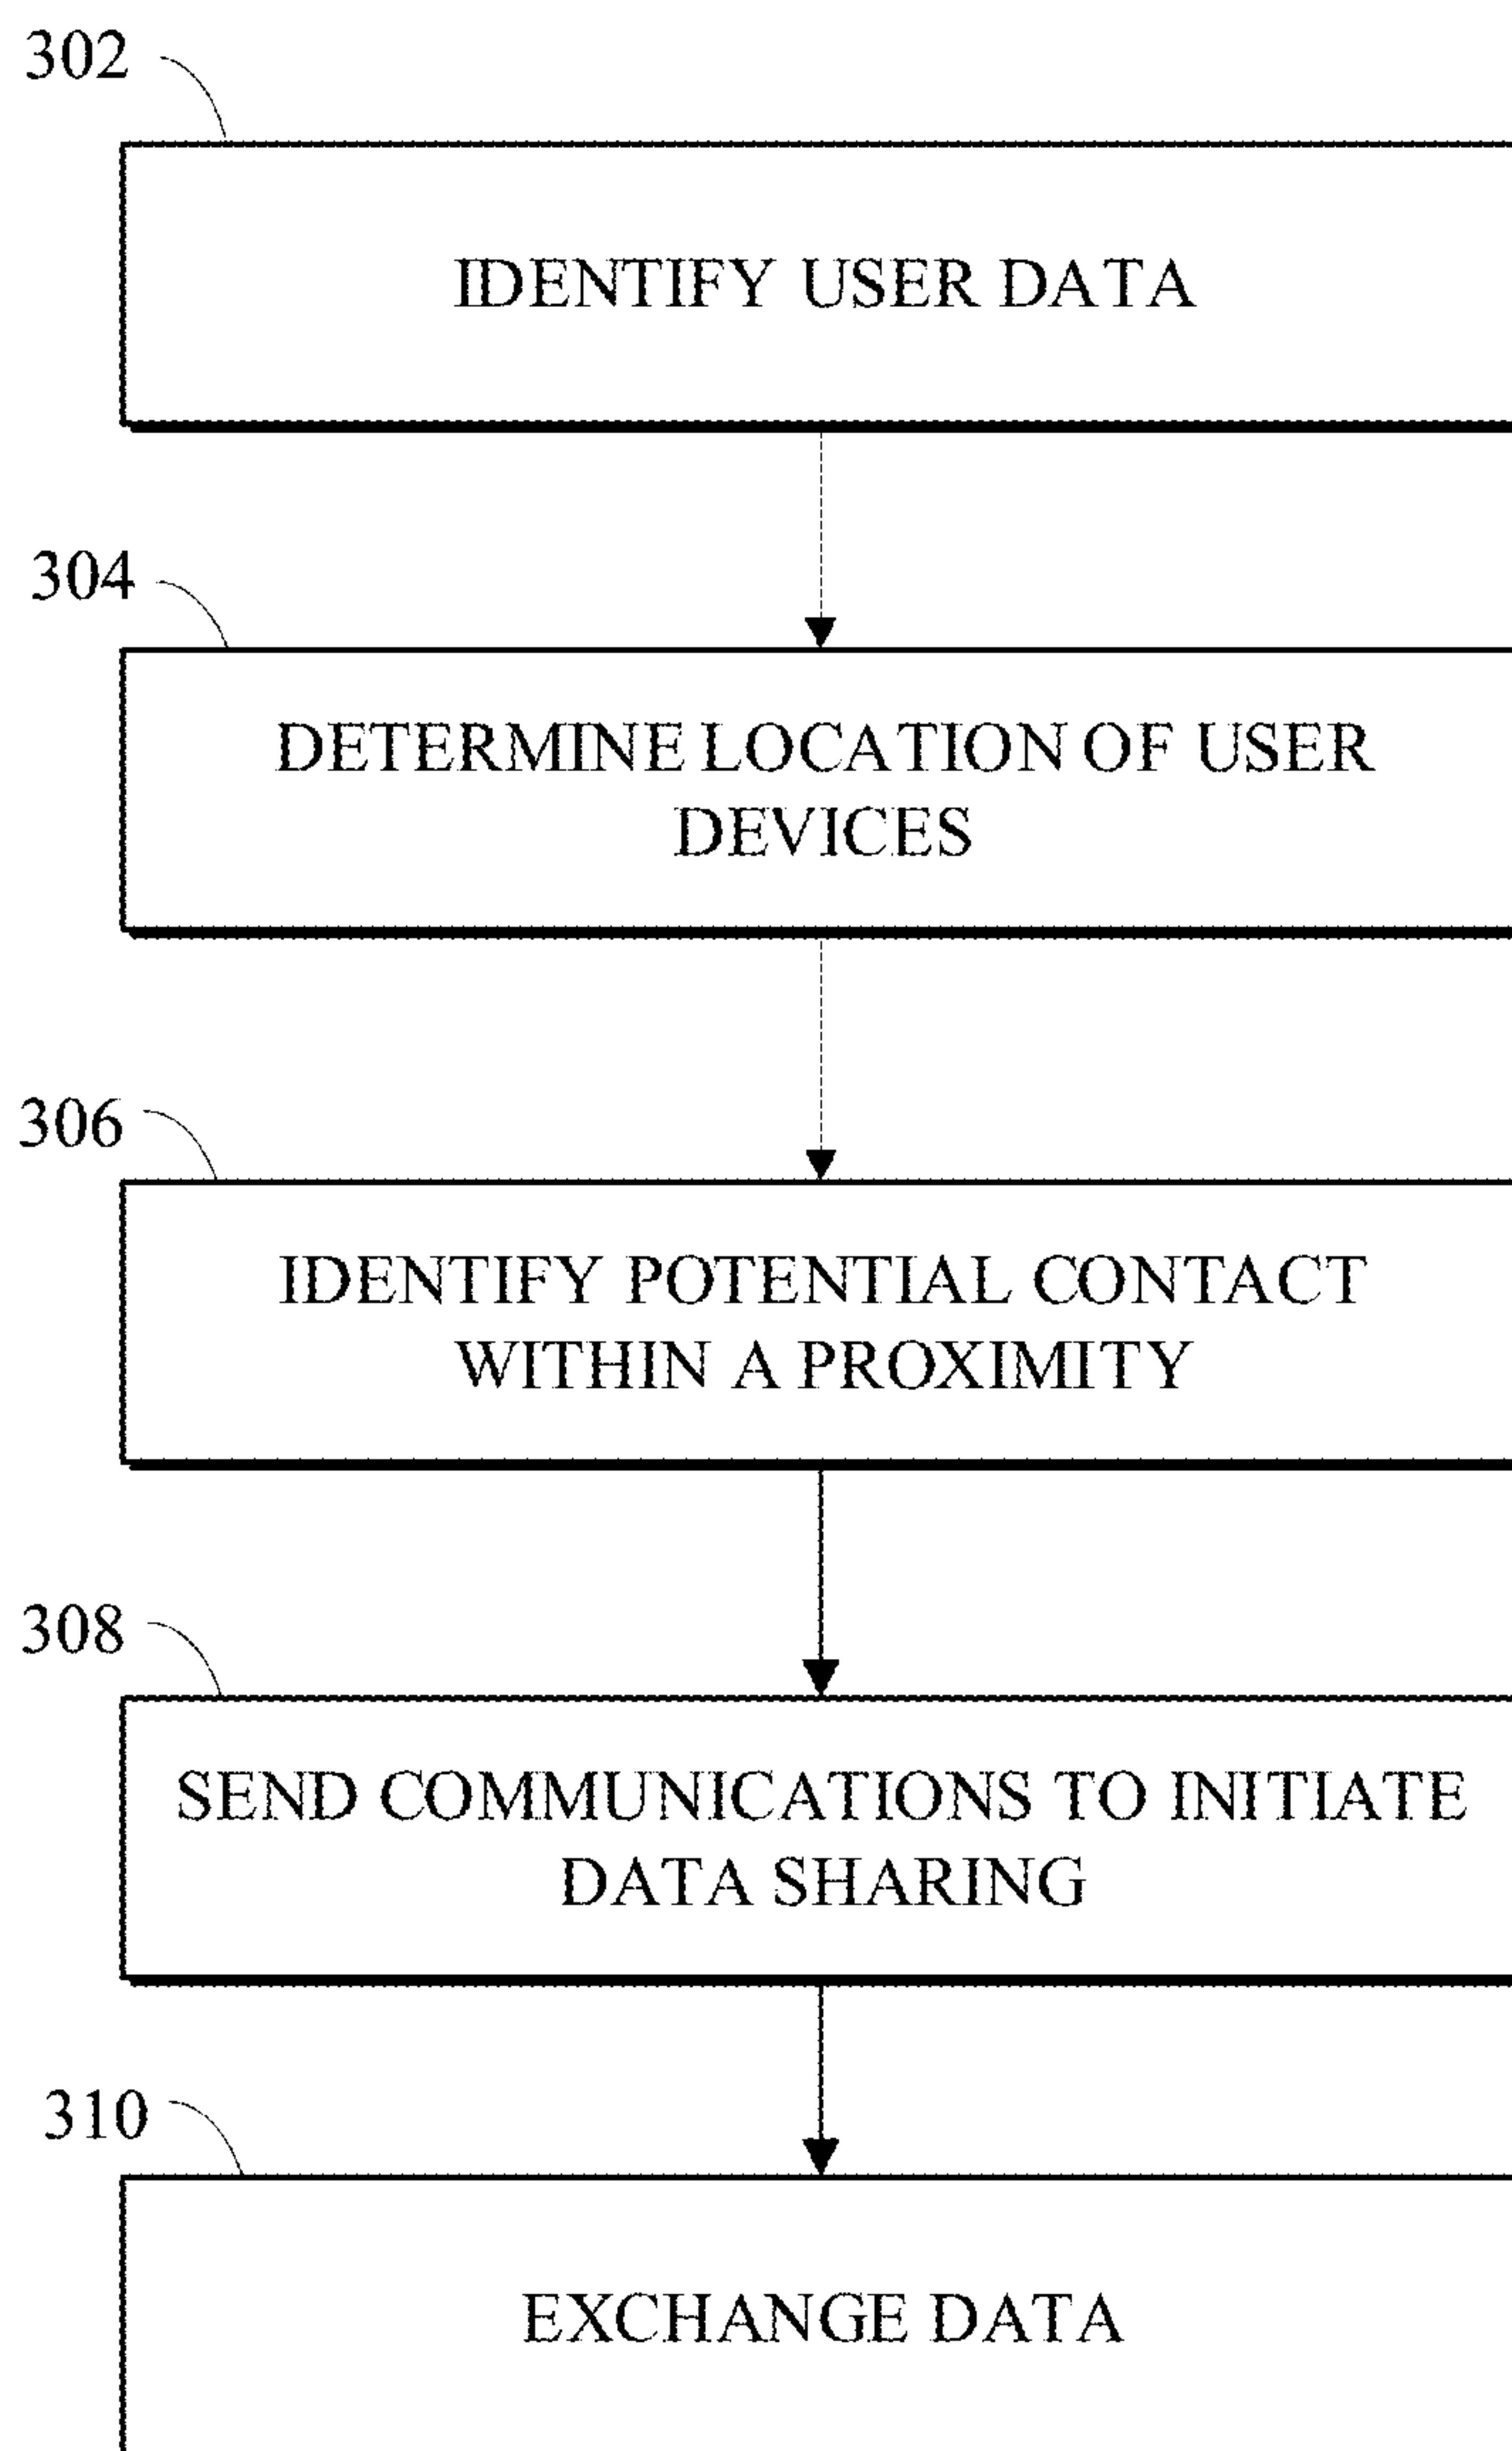 302
IDENTIFY USER DATA
304
DETERMINE LOCATION OF USER
DEVICES
306
IDENTIFY POTENTIAL CONTACT
WITHIN A PROXIMITY
308
SEND COMMUNICATIONS TO INITIATE
DATA SHARING
310
EXCHANGE DATA